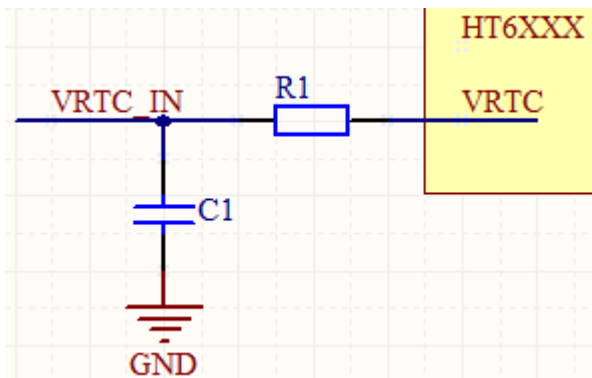 HT6XXX
R1
VRTC_IN
VRTC
C1
GND